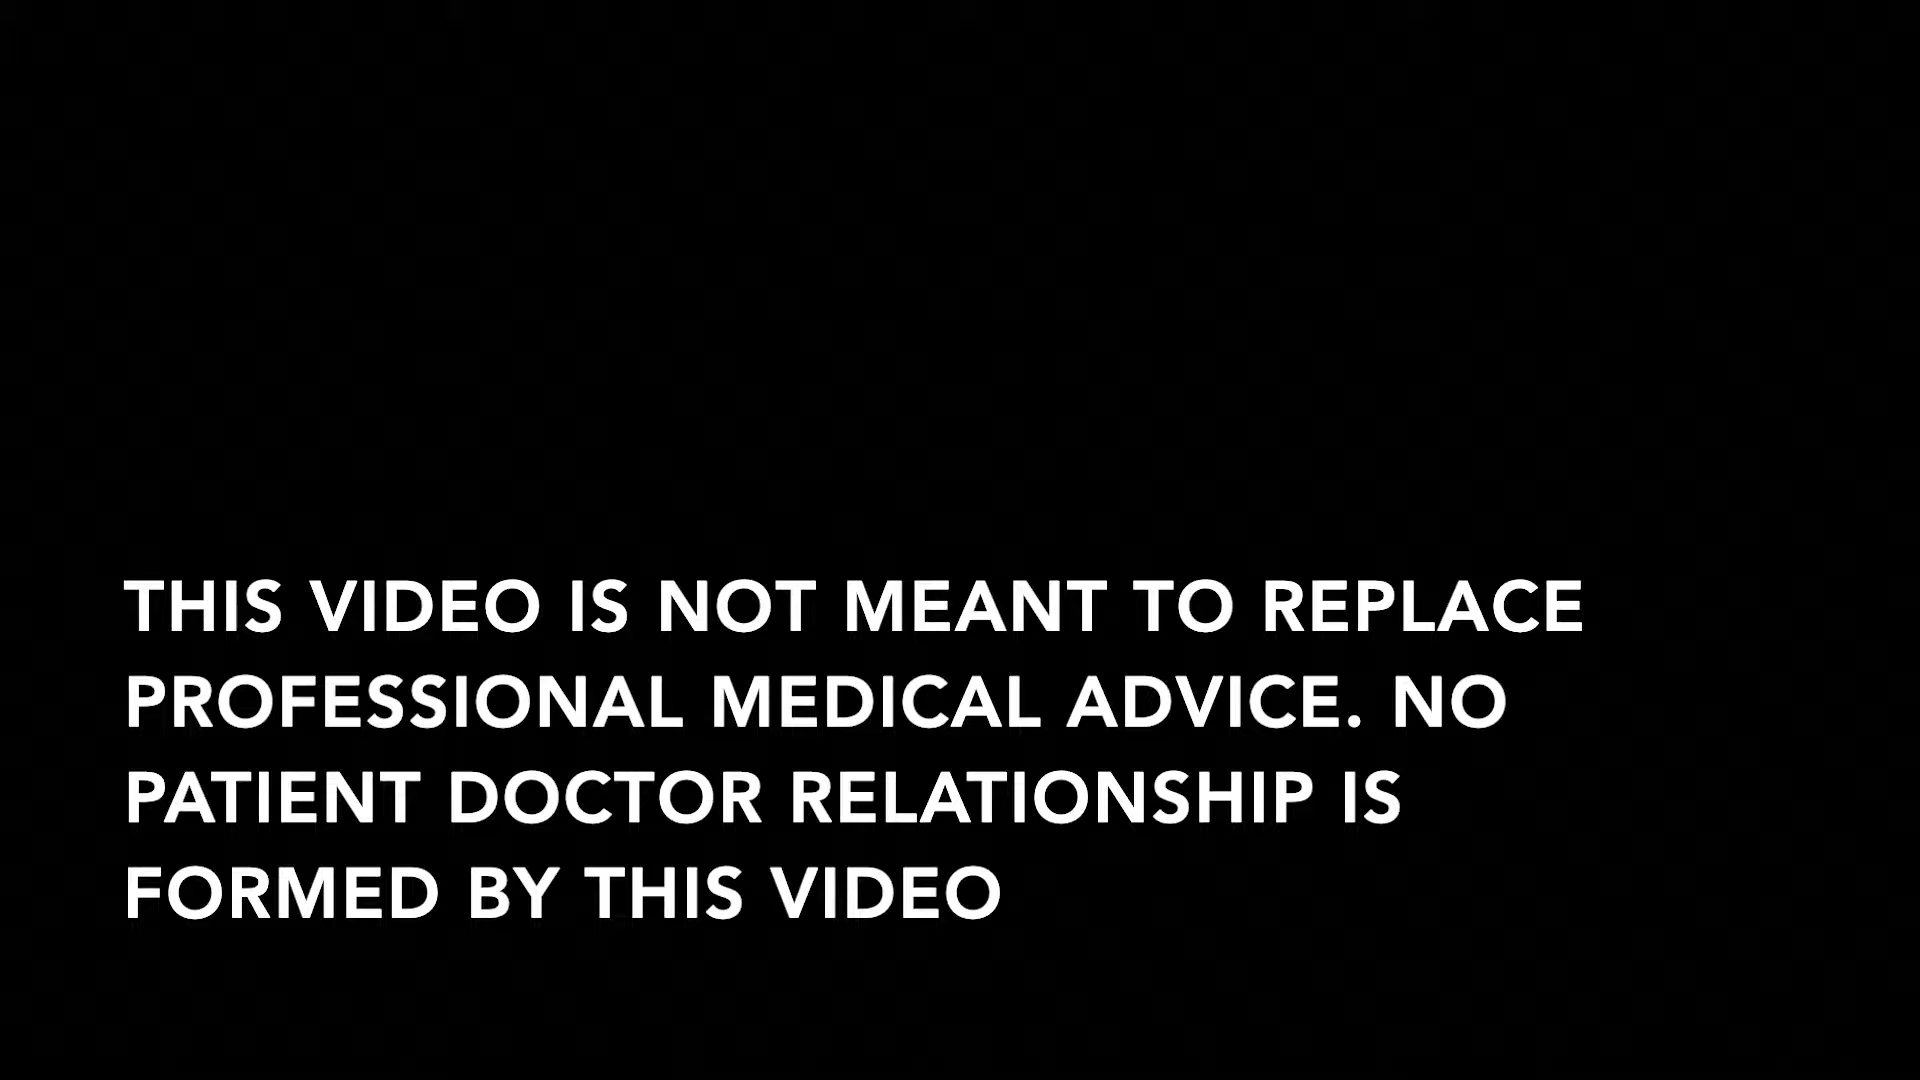 THIS VIDEO IS NOT MEANT TO REPLACE
PROFESSIONAL MEDICAL ADVICE. NO
PATIENT DOCTOR RELATIONSHIP IS
FORMED BY THIS VIDEO